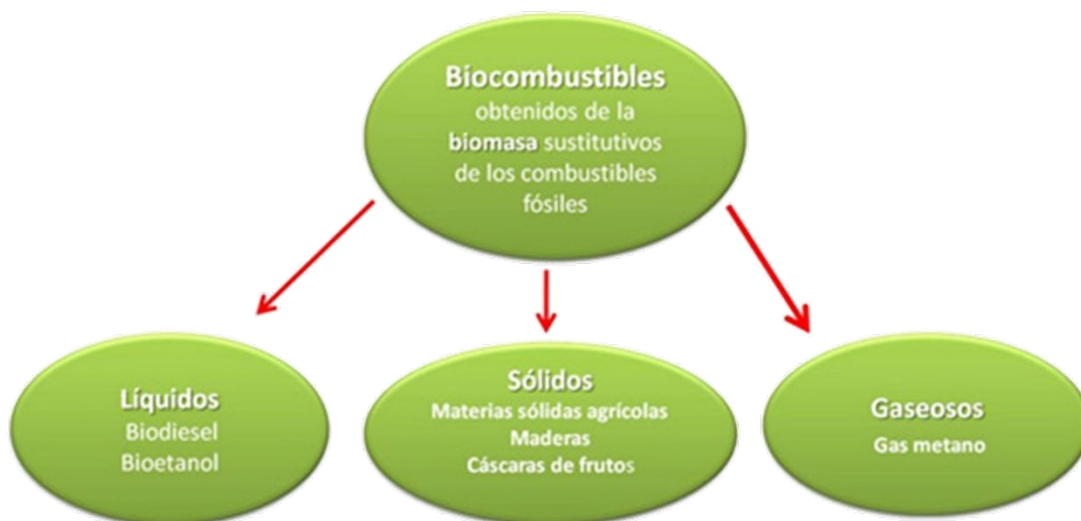 Biocombustibles
obtenidos de la
biomasa sustitutivos
de los combustibles
fósiles
Líquidos
Biodiesel
Bioetanol
Sólidos
Materias sólidas agrícolas
Maderas
Cáscaras de frutos
Gaseosos
Gas metano